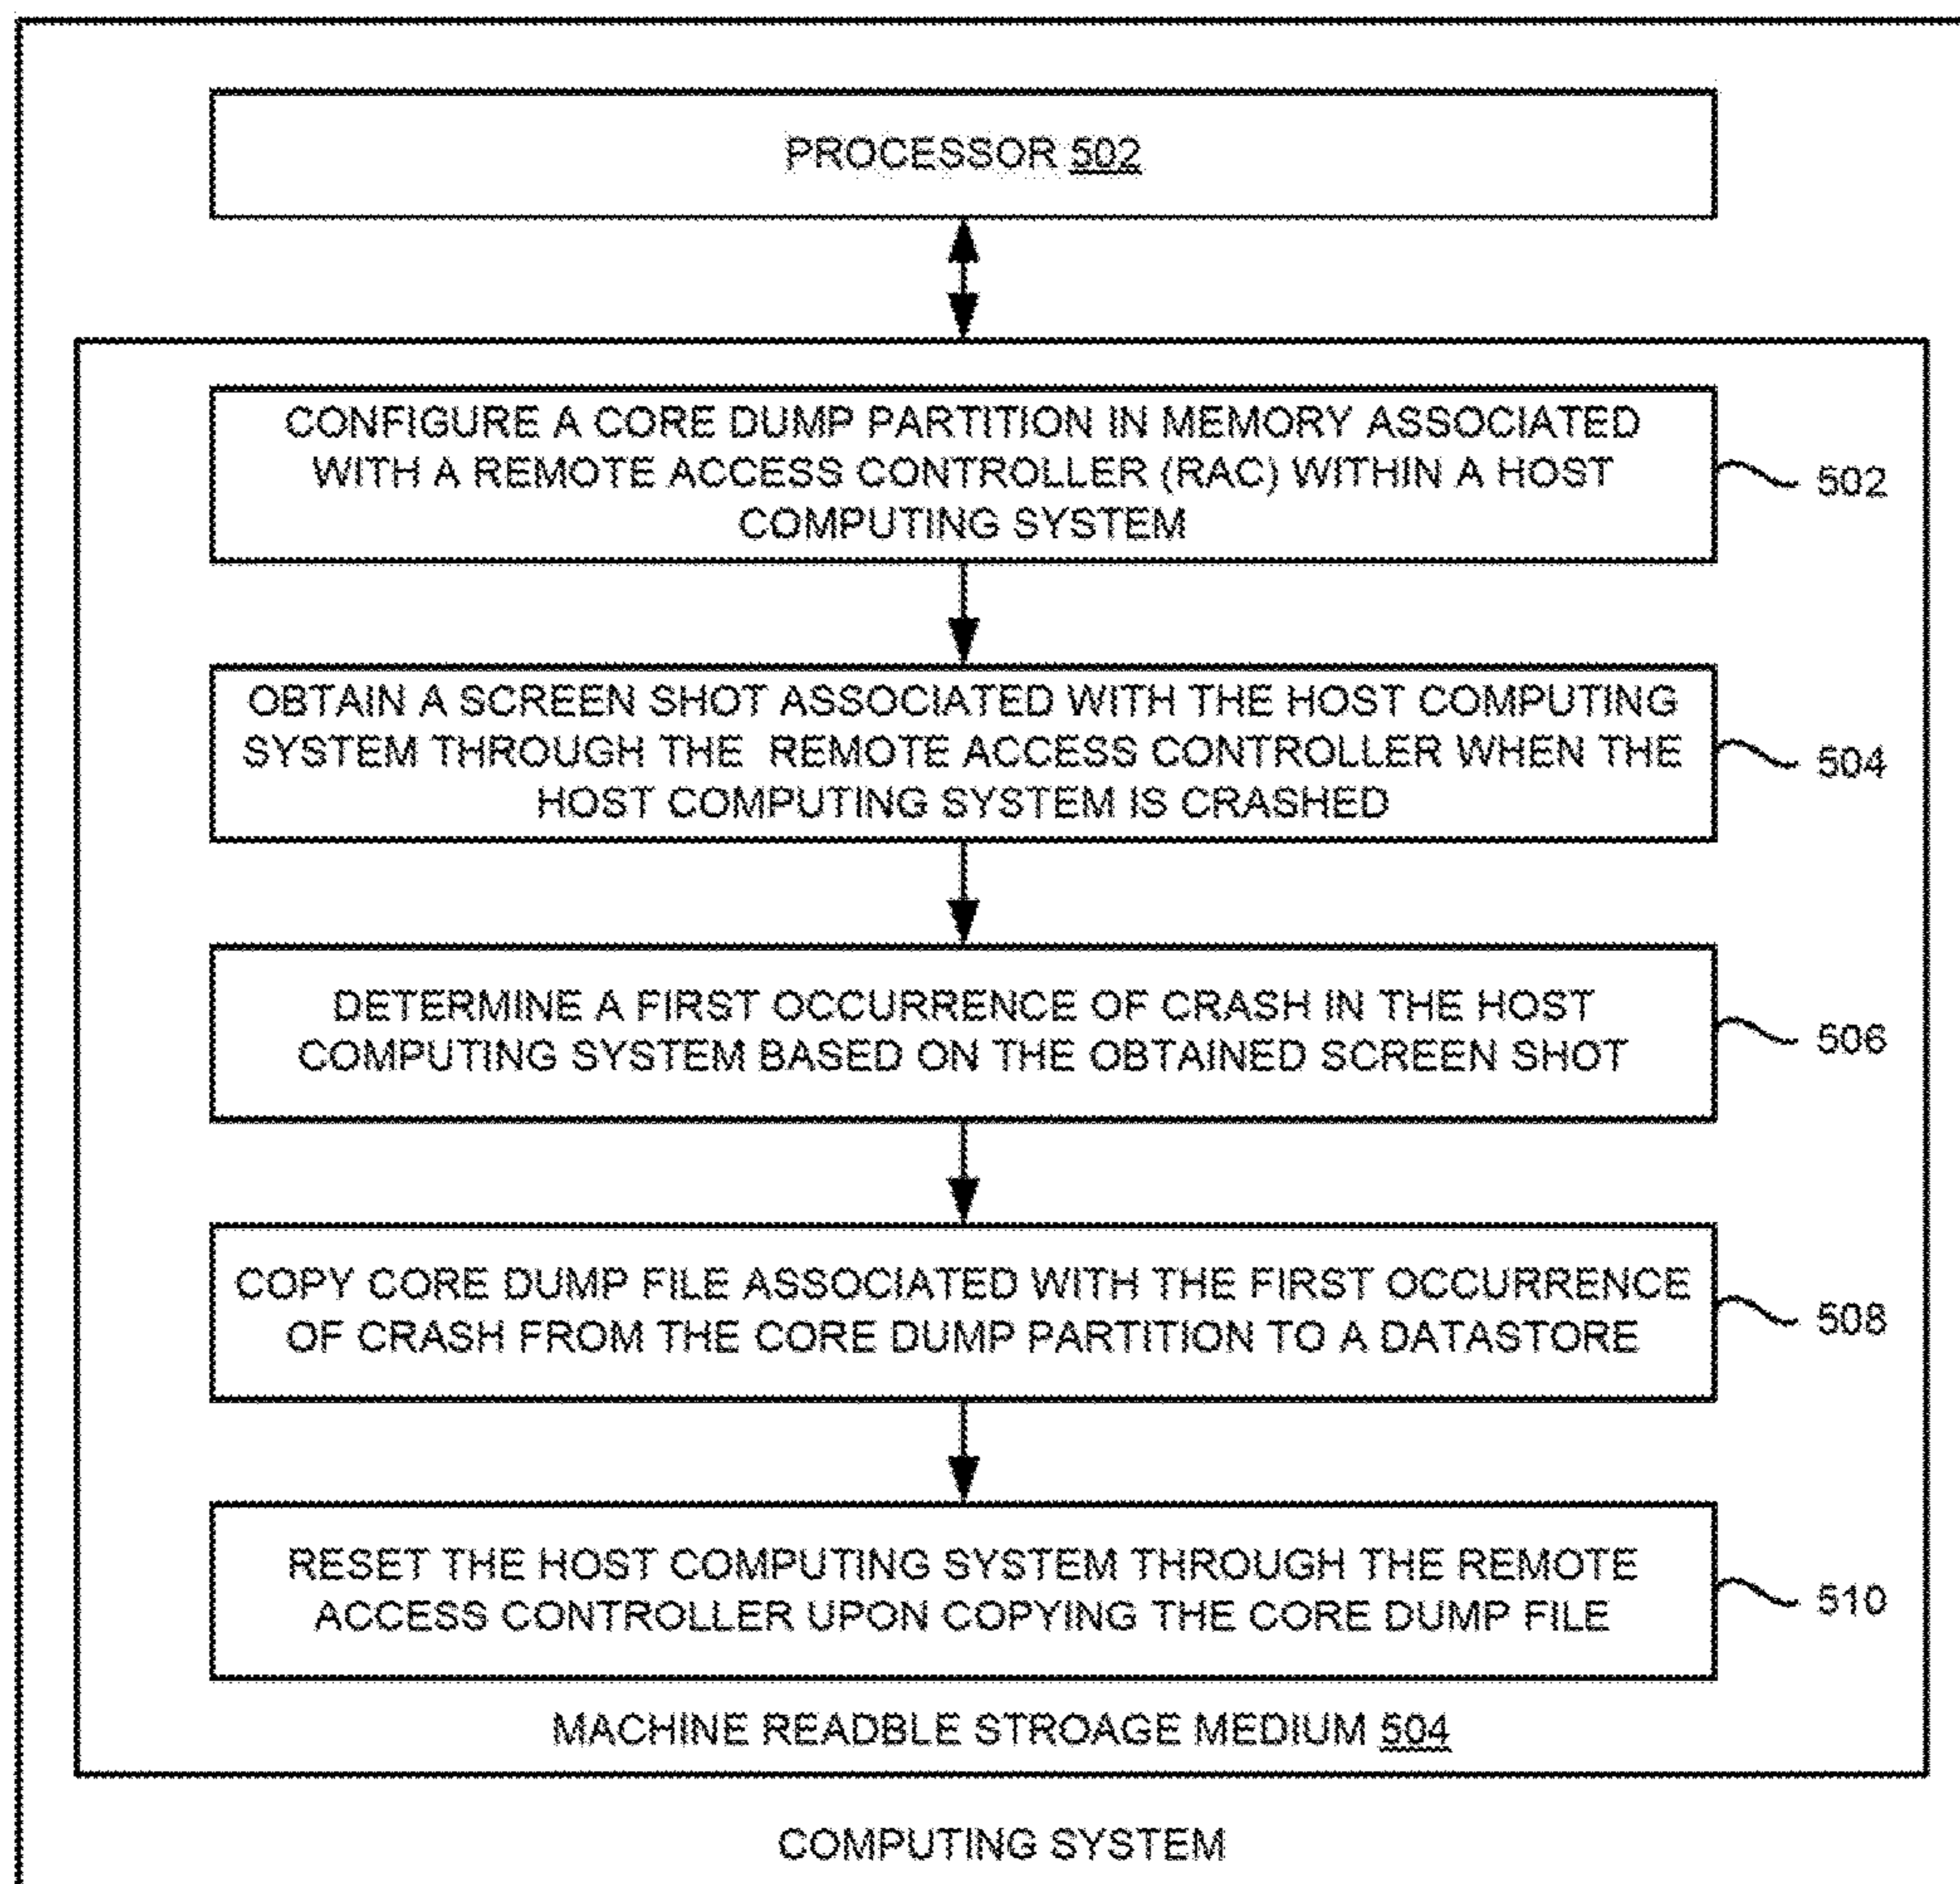 PROCESSOR 502
CONFIGURE A CORE DUMP PARTITION IN MEMORY ASSOCIATED
WITH A REMOTE ACCESS CONTROLLER (RAC) WITHIN A HOST
COMPUTING SYSTEM
502
OBTAIN A SCREEN SHOT ASSOCIATED WITH THE HOST COMPUTING
SYSTEM THROUGH THE REMOTE ACCESS CONTROLLER WHEN THE
HOST COMPUTING SYSTEM IS CRASHED
504
DETERMINE A FIRST OCCURRENCE OF CRASH IN THE HOST
COMPUTING SYSTEM BASED ON THE OBTAINED SCREEN SHOT
506
COPY CORE DUMP FILE ASSOCIATED WITH THE FIRST OCCURRENCE
OF CRASH FROM THE CORE DUMP PARTITION TO A DATASTORE
508
RESET THE HOST COMPUTING SYSTEM THROUGH THE REMOTE
ACCESS CONTROLLER UPON COPYING THE CORE DUMP FILE
510
MACHINE READBLE STROAGE MEDIUM 504
COMPUTING SYSTEM